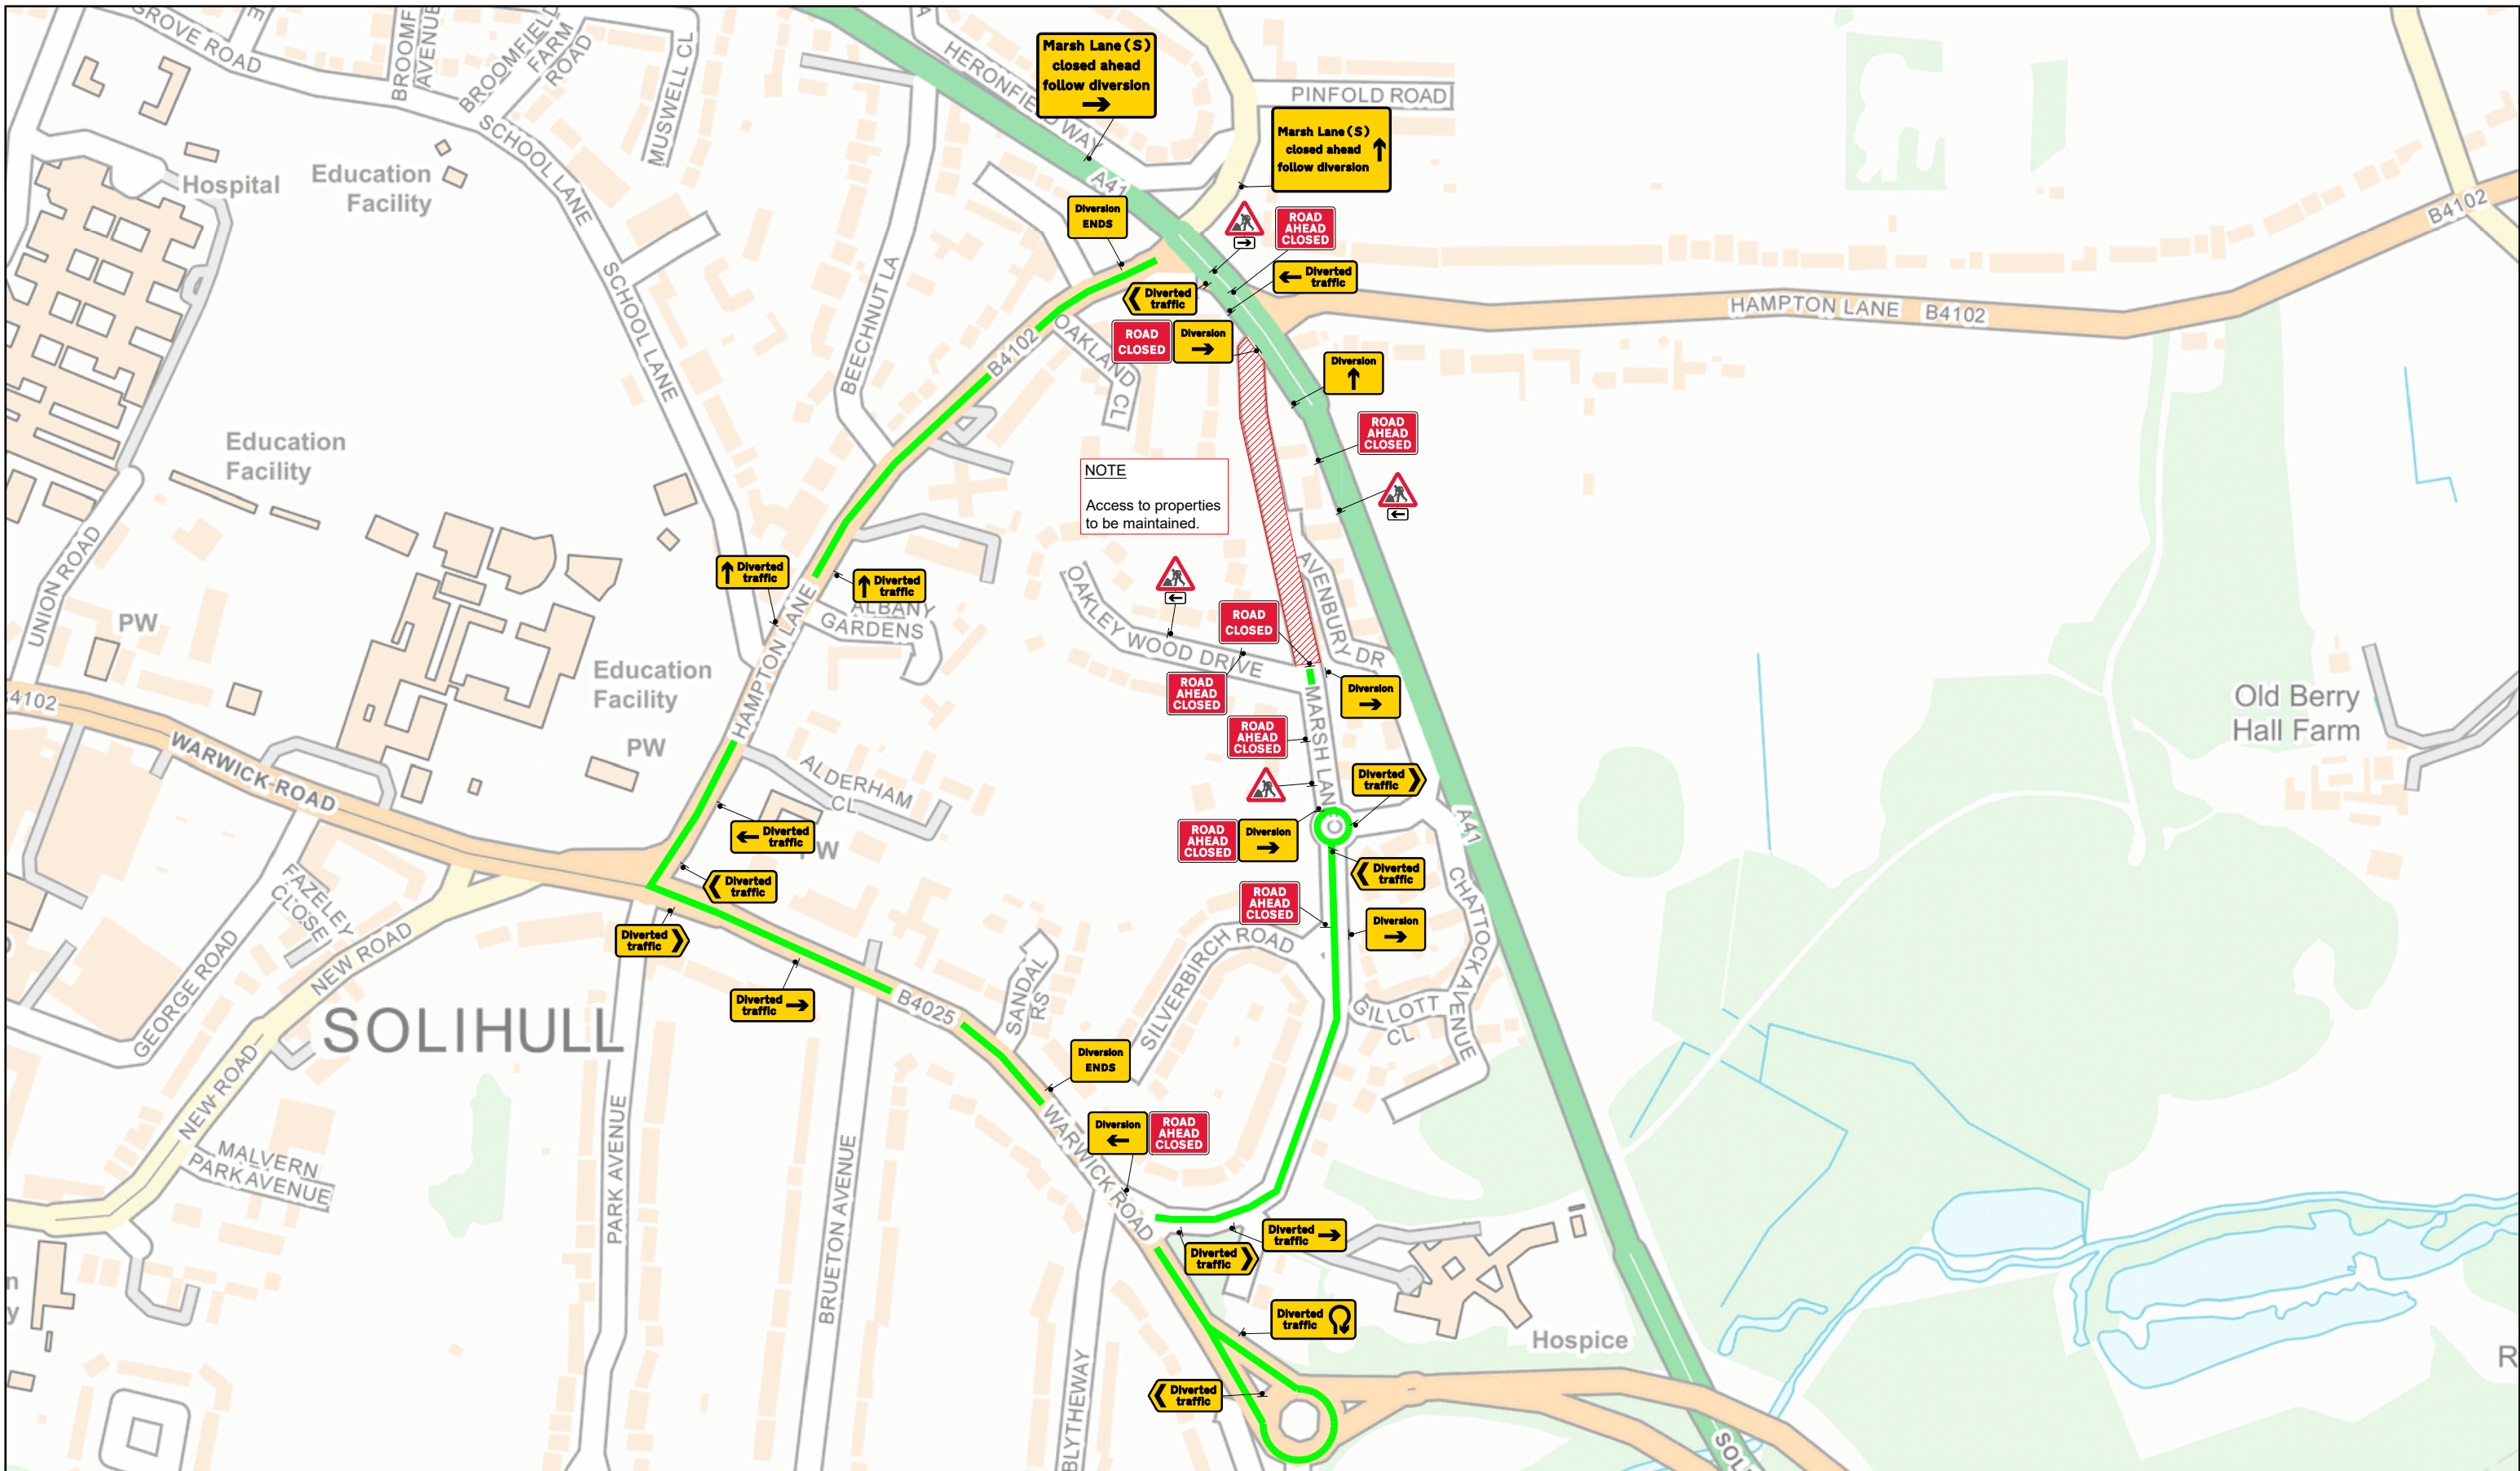 GROVE ROAD
BROOMF
AVENUE
BROOMFIELD
FARM
ROAD
MUSWELL CL
SCHOOL LANE
HERONFIELD WAY
Marsh Lane (S)
closed ahead
follow diversion
PINFOLD ROAD
Marsh Lane (S)
closed ahead
follow diversion
Hospital
Education
Facility
A41
Diversion
ENDS
ROAD
AHEAD
CLOSED
B4102
Diverted
traffic
Diverted
traffic
HAMPTON LANE B4102
SCHOOL LANE
BEECHNUT LA
B4102
OAKLAND
CL
ROAD
CLOSED
Diversion
Diversion
ROAD
AHEAD
CLOSED
Education
Facility
NOTE
Access to properties
to be maintained.
UNION ROAD
PW
Diverted
traffic
Diverted
traffic
ALBANY
GARDENS
HAMPTON LANE
OAKLEY WOOD DRIVE
AVENBURY DR
ROAD
CLOSED
ROAD
AHEAD
CLOSED
Diversion
Education
Facility
PW
4102
WARWICK ROAD
Old Berry
Hall Farm
MARSH LAN
ROAD
AHEAD
CLOSED
ALDERHAM
CL
Diverted
traffic
A41
Diverted
traffic
PW
ROAD
AHEAD
CLOSED
Diversion
Diverted
traffic
Diverted
traffic
FAZELEY
CLOSE
ROAD
AHEAD
CLOSED
CHATTOCK AVENUE
Diverted
traffic
NEW ROAD
Diversion
SILVERBIRCH ROAD
GEORGE ROAD
Diverted
traffic
B4025
SANDAL
RS
GILLOTT
CL
SOLIHULL
NEW ROAD
Diversion
ENDS
WARWICK ROAD
Diversion
ROAD
AHEAD
CLOSED
MALVERN
PARK AVENUE
PARK AVENUE
BRUETON AVENUE
Diverted
traffic
Diverted
traffic
n
y
Diverted
traffic
Hospice
R
BLYTHEWAY
Diverted
traffic
SOL